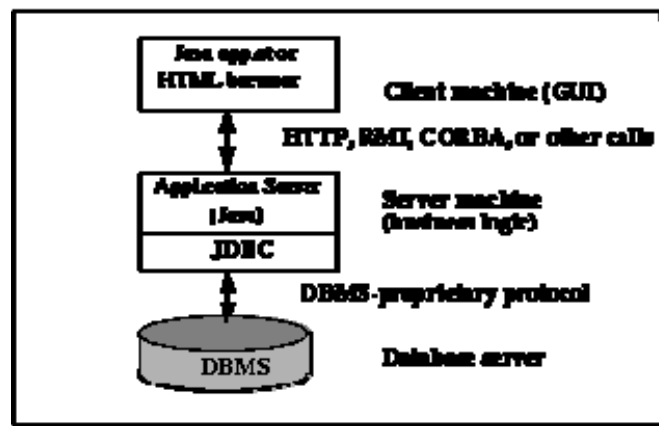 Java applet or
HTML browser
Client machine (GUI)
HTTP, RMI, CORBA, or other calls
Application Server
(Java)
Server machine
(business logic)
JDBC
DBMS-proprietary protocol
DBMS
Database server